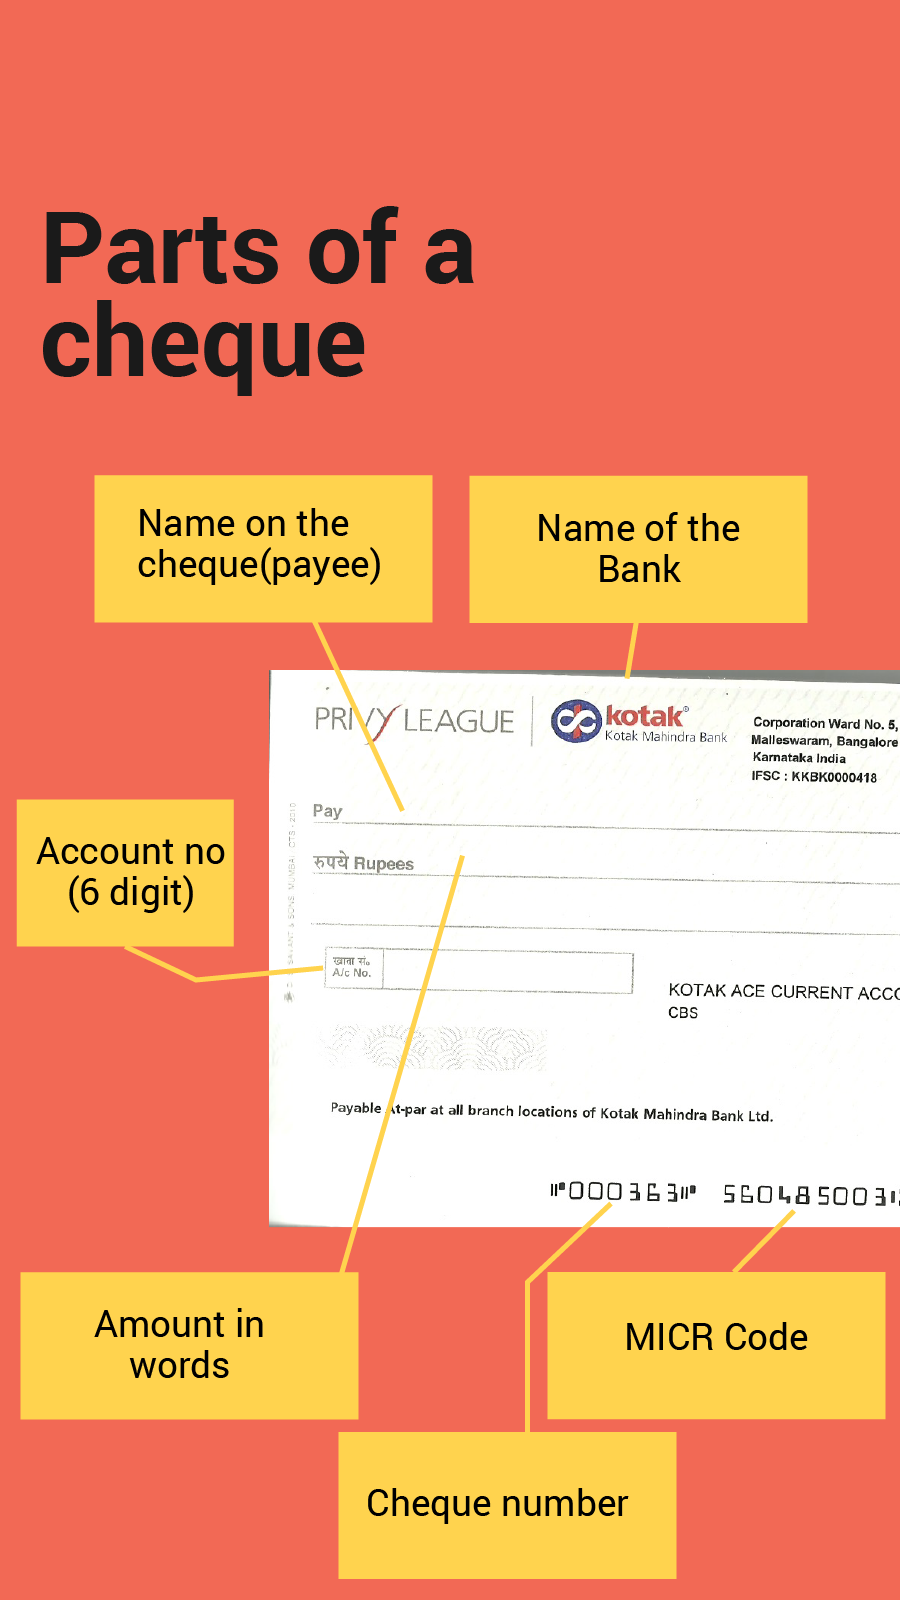 Parts of a
cheque
Name on the
cheque(payee)
Name of the
Bank
PRIVY LEAGUE
kotak®
Kotak Mahindra Bank
Corporation Ward No. 5,
Malleswaram, Bangalore
Karnataka India
IFSC : KKBK0000418
Pay
रुपये Rupees
Account no
(6 digit)
खाता सं.
A/c No.
KOTAK ACE CURRENT ACCO
CBS
Payable At-par at all branch locations of Kotak Mahindra Bank Ltd.
⑈000363⑈ 560485003
Amount in
words
MICR Code
Cheque number